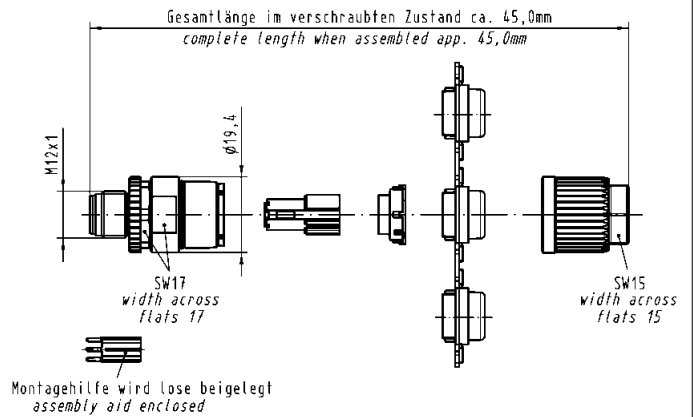 Gesamtlänge im verschraubten Zustand ca. 45,0mm
complete length when assembled app. 45,0mm
M12x1
ø19,4
SW17
width across
flats 17
SW15
width across
flats 15
Montagehilfe wird lose beigelegt
assembly aid enclosed